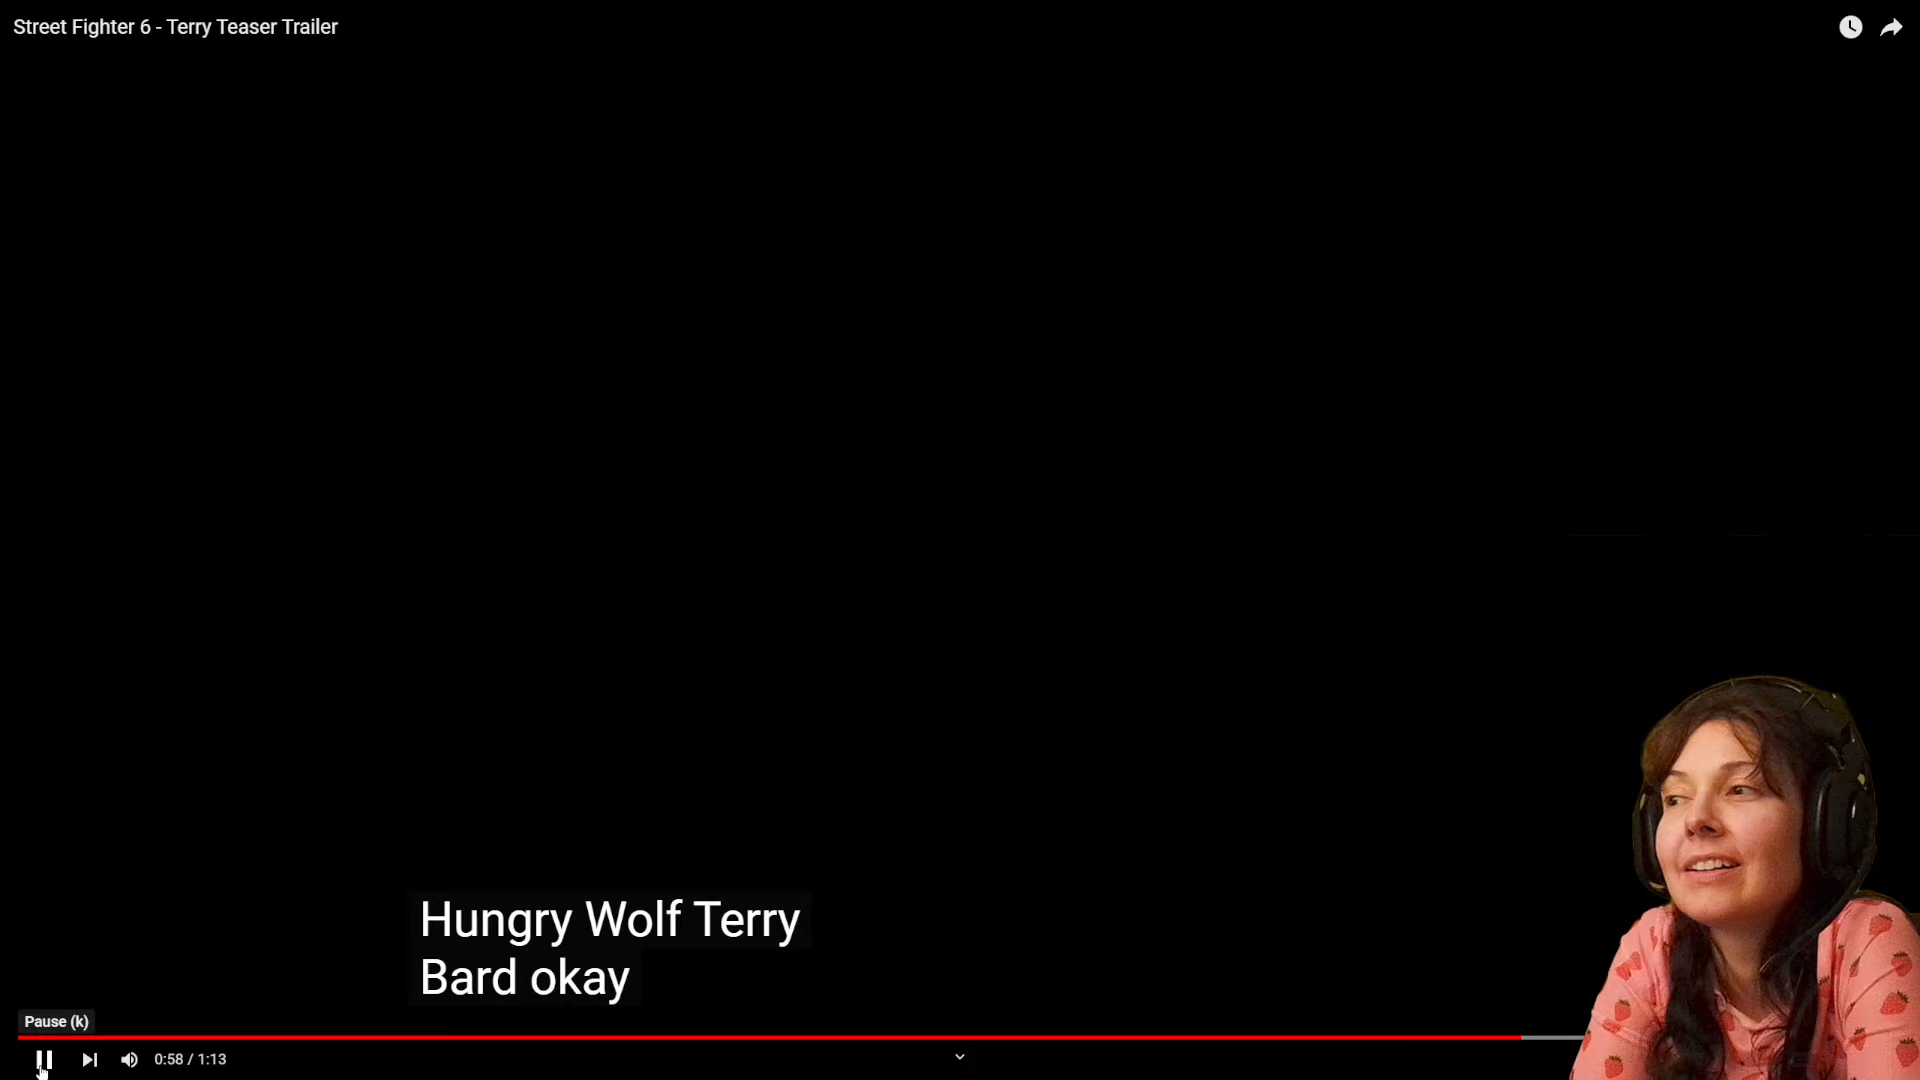 Street Fighter 6 - Terry Teaser Trailer
Hungry Wolf Terry
Bard okay
Pause (k)
0:58 / 1:13